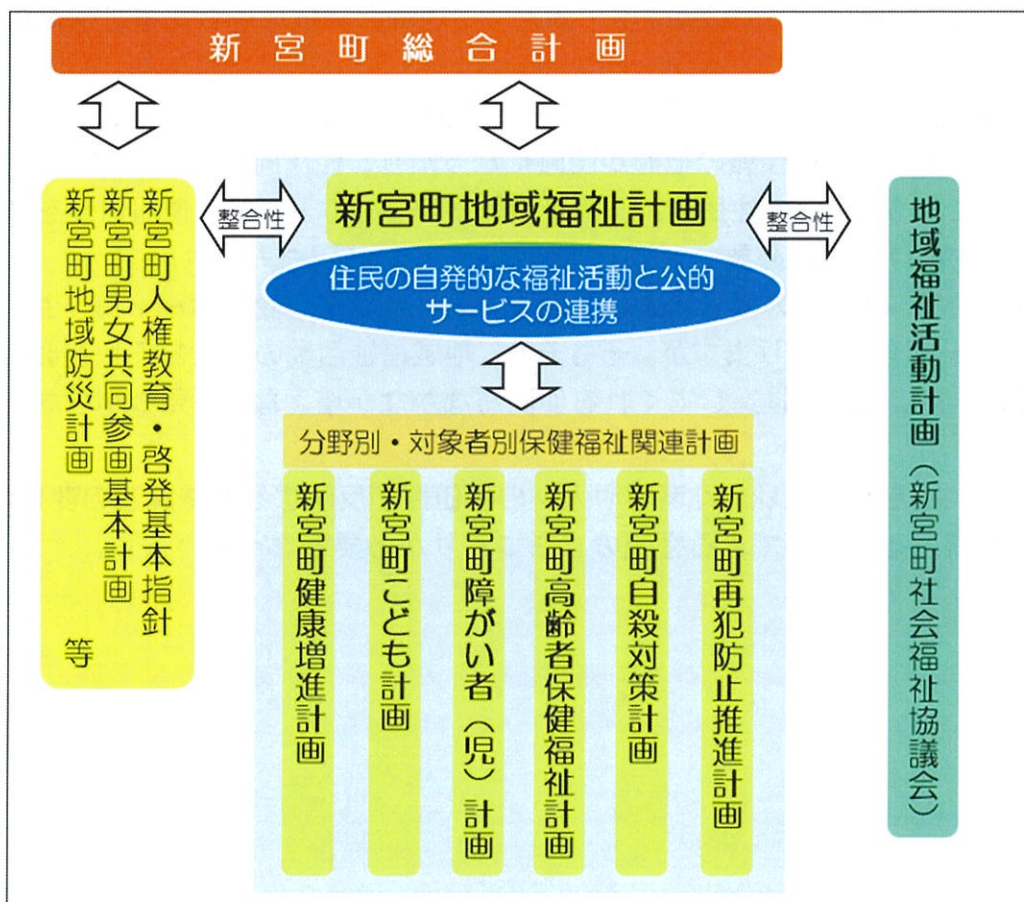 新宮町総合計画
新宮町人権教育・啓発基本指針
新宮町男女共同参画基本計画
新宮町地域防災計画 等
整合性
新宮町地域福祉計画
住民の自発的な福祉活動と公的
サービスの連携
整合性
地域福祉活動計画（新宮町社会福祉協議会）
分野別・対象者別保健福祉関連計画
新宮町健康増進計画
新宮町こども計画
新宮町障がい者（児）計画
新宮町高齢者保健福祉計画
新宮町自殺対策計画
新宮町再犯防止推進計画